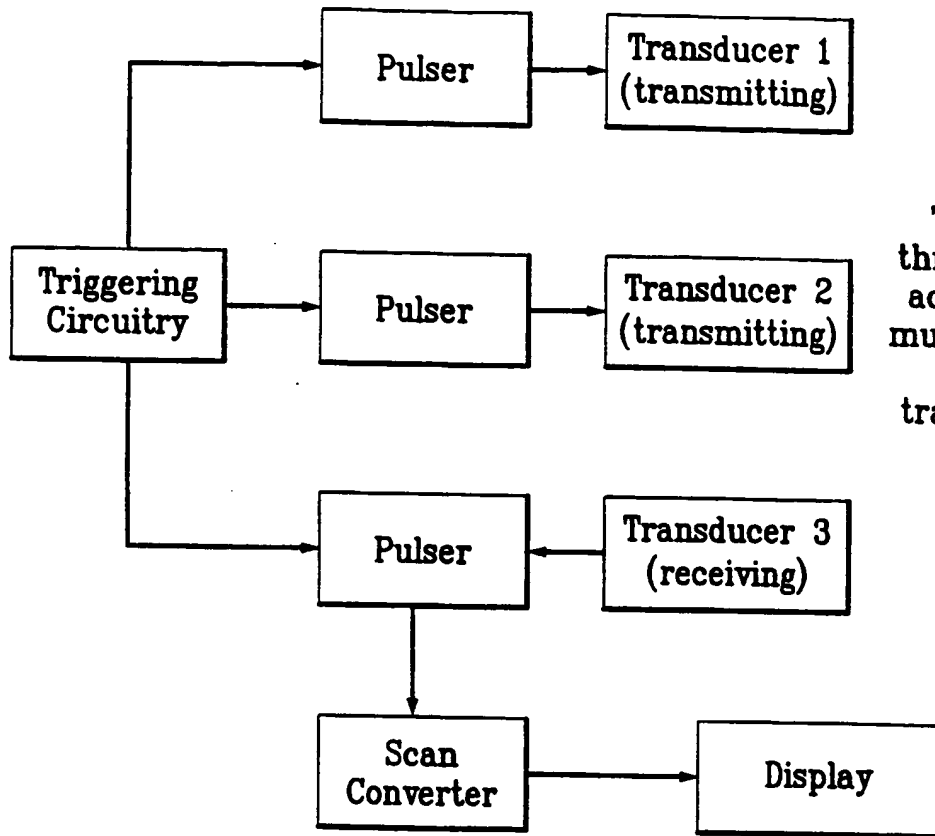 Pulser
Transducer 1
(transmitting)
Triggering
Circuitry
Pulser
Transducer 2
(transmitting)
Pulser
Transducer 3
(receiving)
Scan
Converter
Display